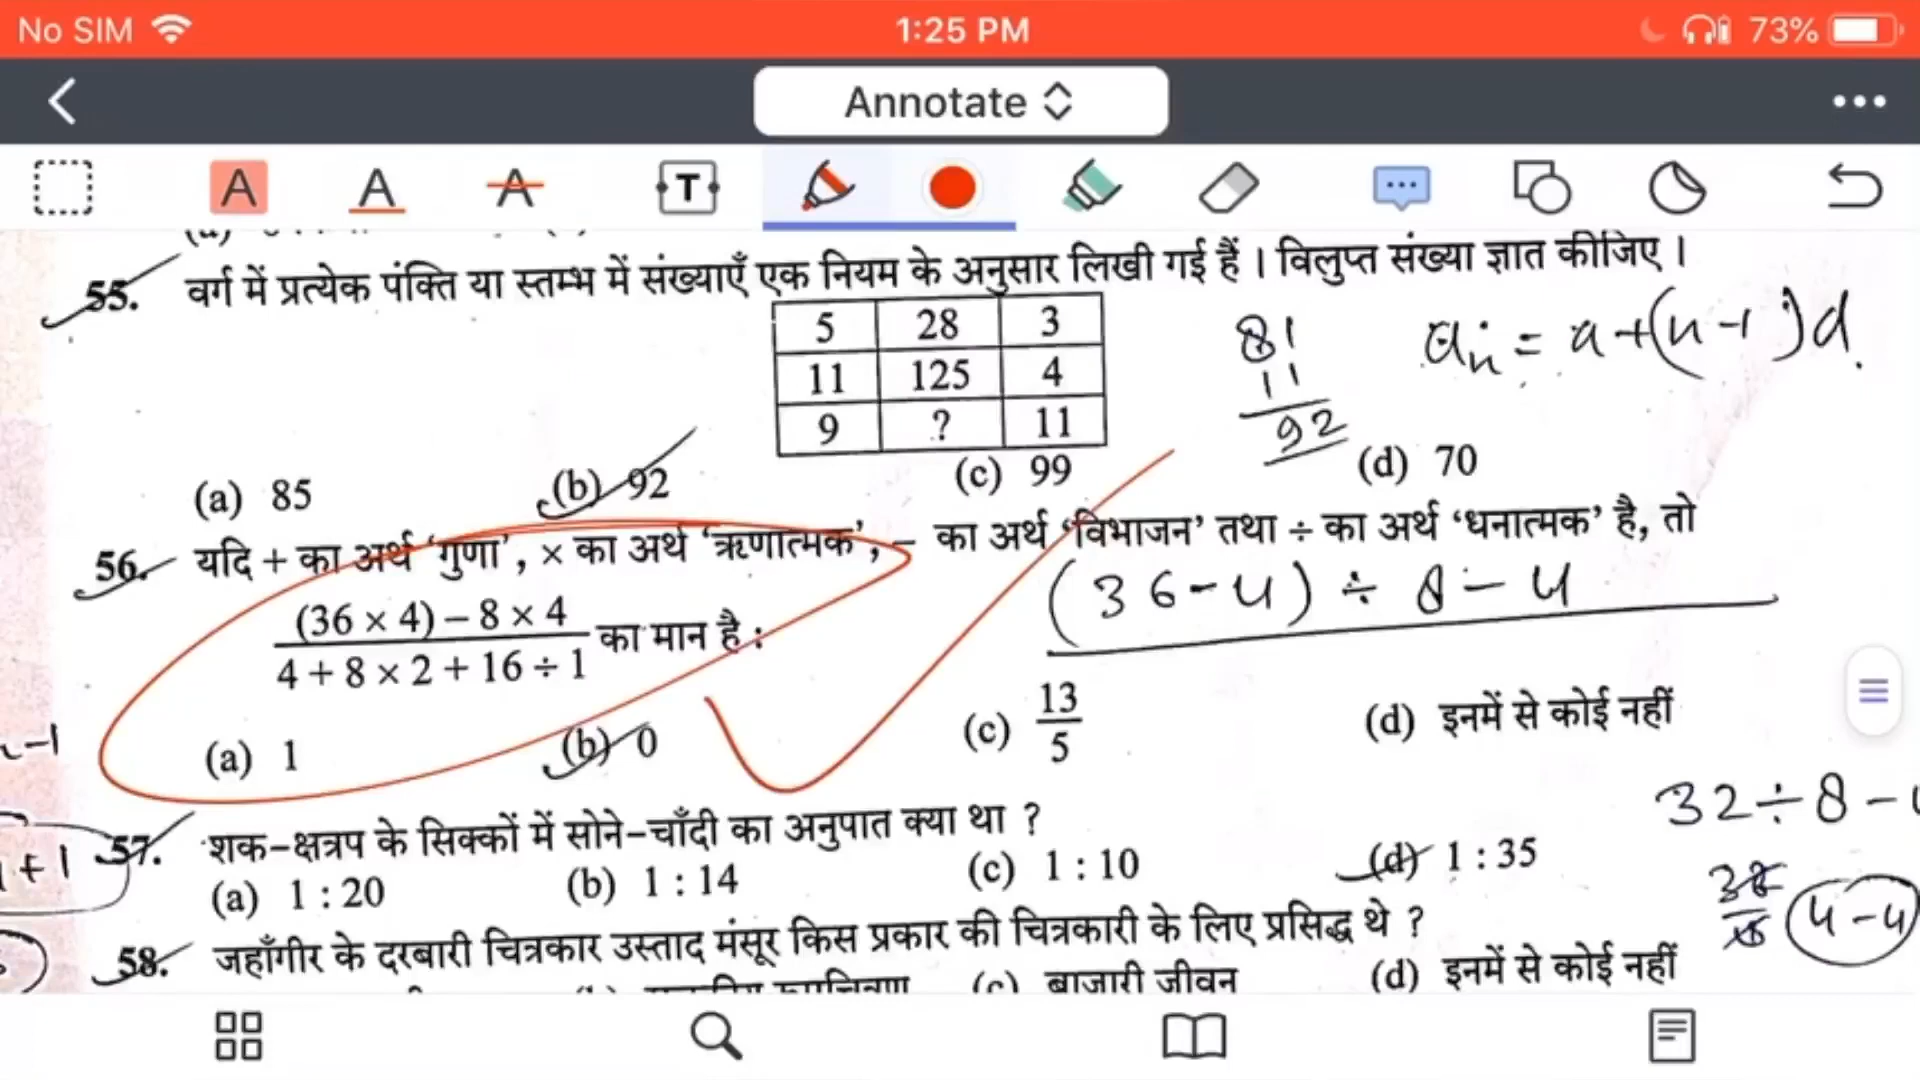 No SIM 1:25 PM 73%
Annotate
A A A T
55. वर्ग में प्रत्येक पंक्ति या स्तम्भ में संख्याएँ एक नियम के अनुसार लिखी गई हैं । विलुप्त संख्या ज्ञात कीजिए ।
5 28 3
11 125 4
9 ? 11
81
11
92
an = a+(n-1)d.
(a) 85 (b) 92 (c) 99 (d) 70
56. यदि + का अर्थ 'गुणा', × का अर्थ 'ऋणात्मक', – का अर्थ 'विभाजन' तथा ÷ का अर्थ 'धनात्मक' है, तो
(36 × 4) – 8 × 4
4 + 8 × 2 + 16 ÷ 1
का मान है :
(36-4) ÷ 8 - 4
(a) 1 (b) 0 (c) 13/5 (d) इनमें से कोई नहीं
32÷8-
57. शक-क्षत्रप के सिक्कों में सोने-चाँदी का अनुपात क्या था ?
(a) 1 : 20 (b) 1 : 14 (c) 1 : 10 (d) 1 : 35
+1
4-4
58. जहाँगीर के दरबारी चित्रकार उस्ताद मंसूर किस प्रकार की चित्रकारी के लिए प्रसिद्ध थे ?
(c) बाजारी जीवन (d) इनमें से कोई नहीं